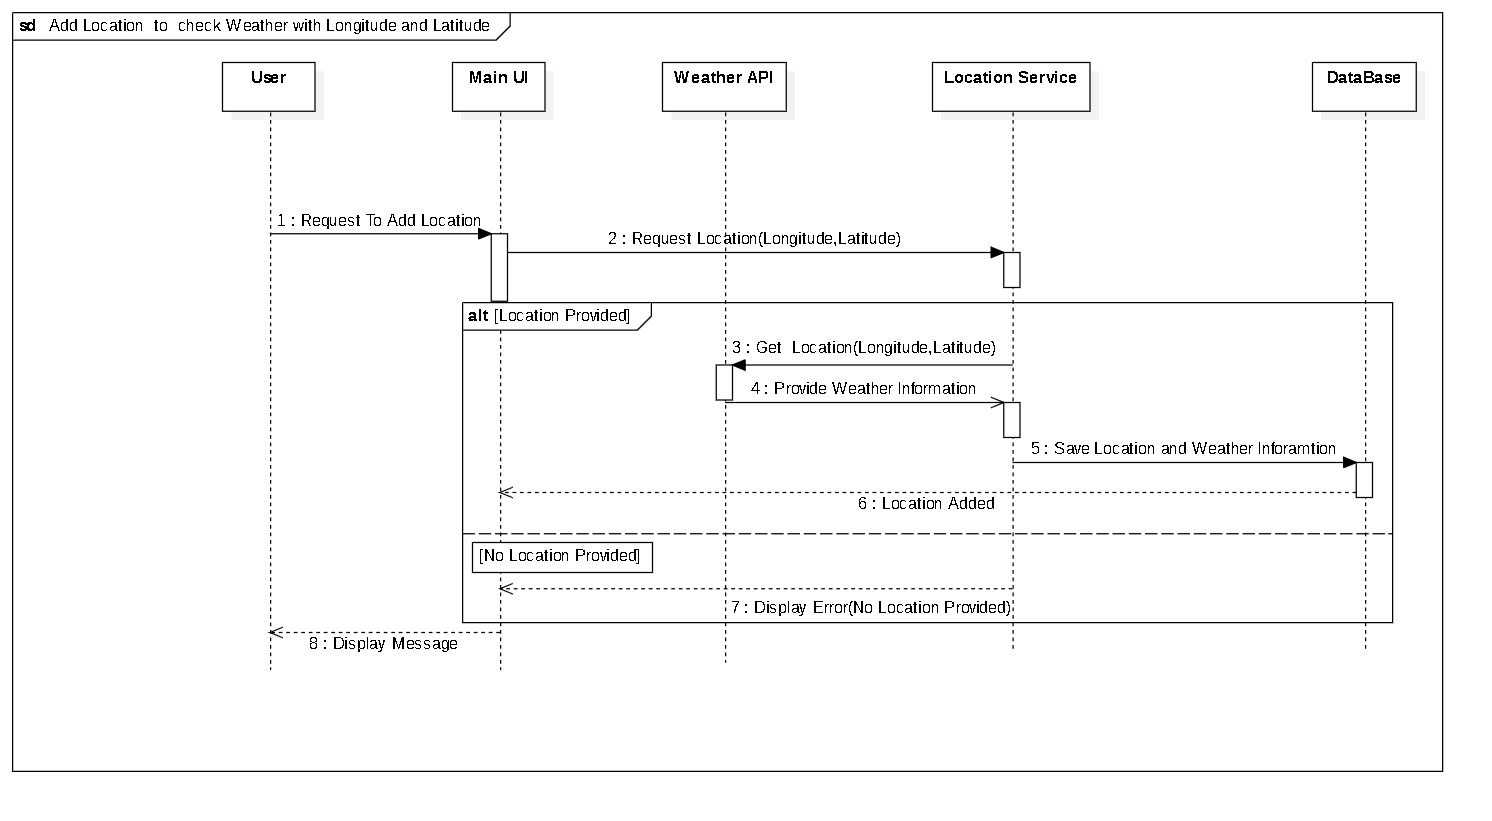 sd Add Location to check Weather with Longitude and Latitude
User
Main UI
Weather API
Location Service
DataBase
1 : Request To Add Location
2 : Request Location(Longitude,Latitude)
alt [Location Provided]
3 : Get Location(Longitude,Latitude)
4 : Provide Weather Information
5 : Save Location and Weather Inforamtion
6 : Location Added
[No Location Provided]
7 : Display Error(No Location Provided)
8 : Display Message